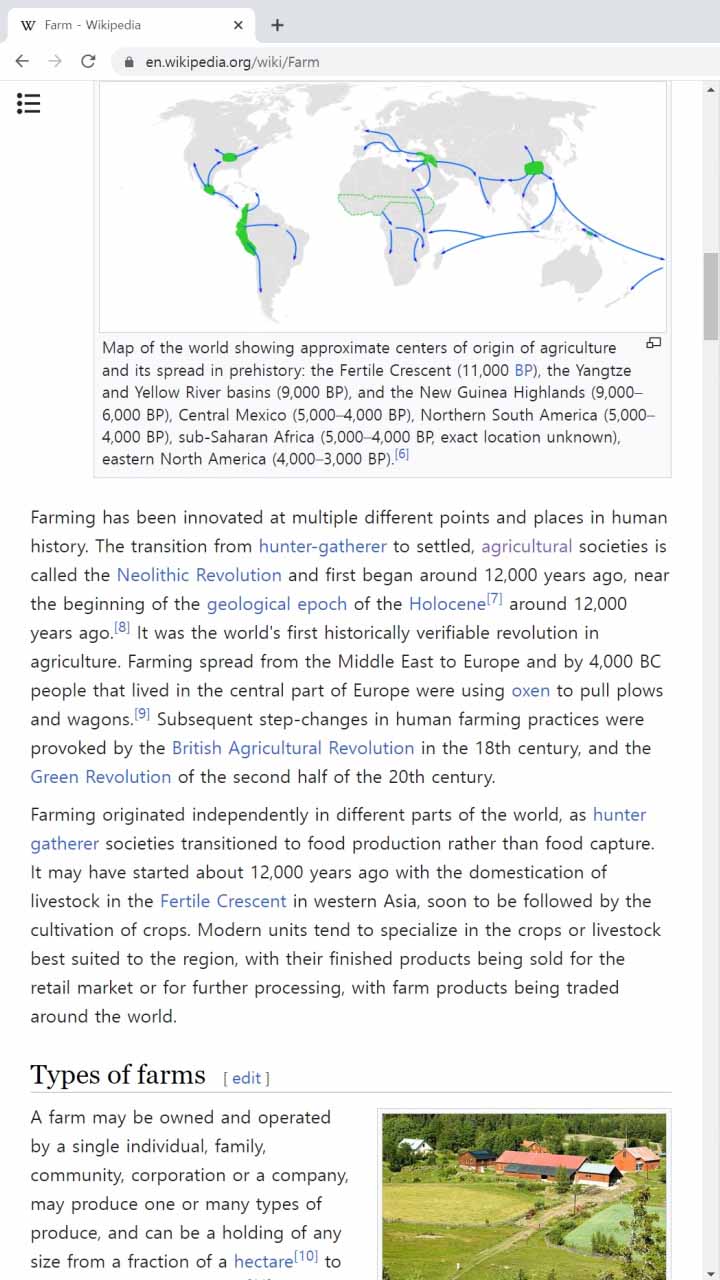 Farm - Wikipedia
en.wikipedia.org/wiki/Farm
Map of the world showing approximate centers of origin of agriculture
and its spread in prehistory: the Fertile Crescent (11,000 BP), the Yangtze
and Yellow River basins (9,000 BP), and the New Guinea Highlands (9,000–
6,000 BP), Central Mexico (5,000–4,000 BP), Northern South America (5,000–
4,000 BP), sub-Saharan Africa (5,000–4,000 BP, exact location unknown),
eastern North America (4,000–3,000 BP).[6]
Farming has been innovated at multiple different points and places in human
history. The transition from hunter-gatherer to settled, agricultural societies is
called the Neolithic Revolution and first began around 12,000 years ago, near
the beginning of the geological epoch of the Holocene[7] around 12,000
years ago.[8] It was the world's first historically verifiable revolution in
agriculture. Farming spread from the Middle East to Europe and by 4,000 BC
people that lived in the central part of Europe were using oxen to pull plows
and wagons.[9] Subsequent step-changes in human farming practices were
provoked by the British Agricultural Revolution in the 18th century, and the
Green Revolution of the second half of the 20th century.
Farming originated independently in different parts of the world, as hunter
gatherer societies transitioned to food production rather than food capture.
It may have started about 12,000 years ago with the domestication of
livestock in the Fertile Crescent in western Asia, soon to be followed by the
cultivation of crops. Modern units tend to specialize in the crops or livestock
best suited to the region, with their finished products being sold for the
retail market or for further processing, with farm products being traded
around the world.
Types of farms [ edit ]
A farm may be owned and operated
by a single individual, family,
community, corporation or a company,
may produce one or many types of
produce, and can be a holding of any
size from a fraction of a hectare[10] to